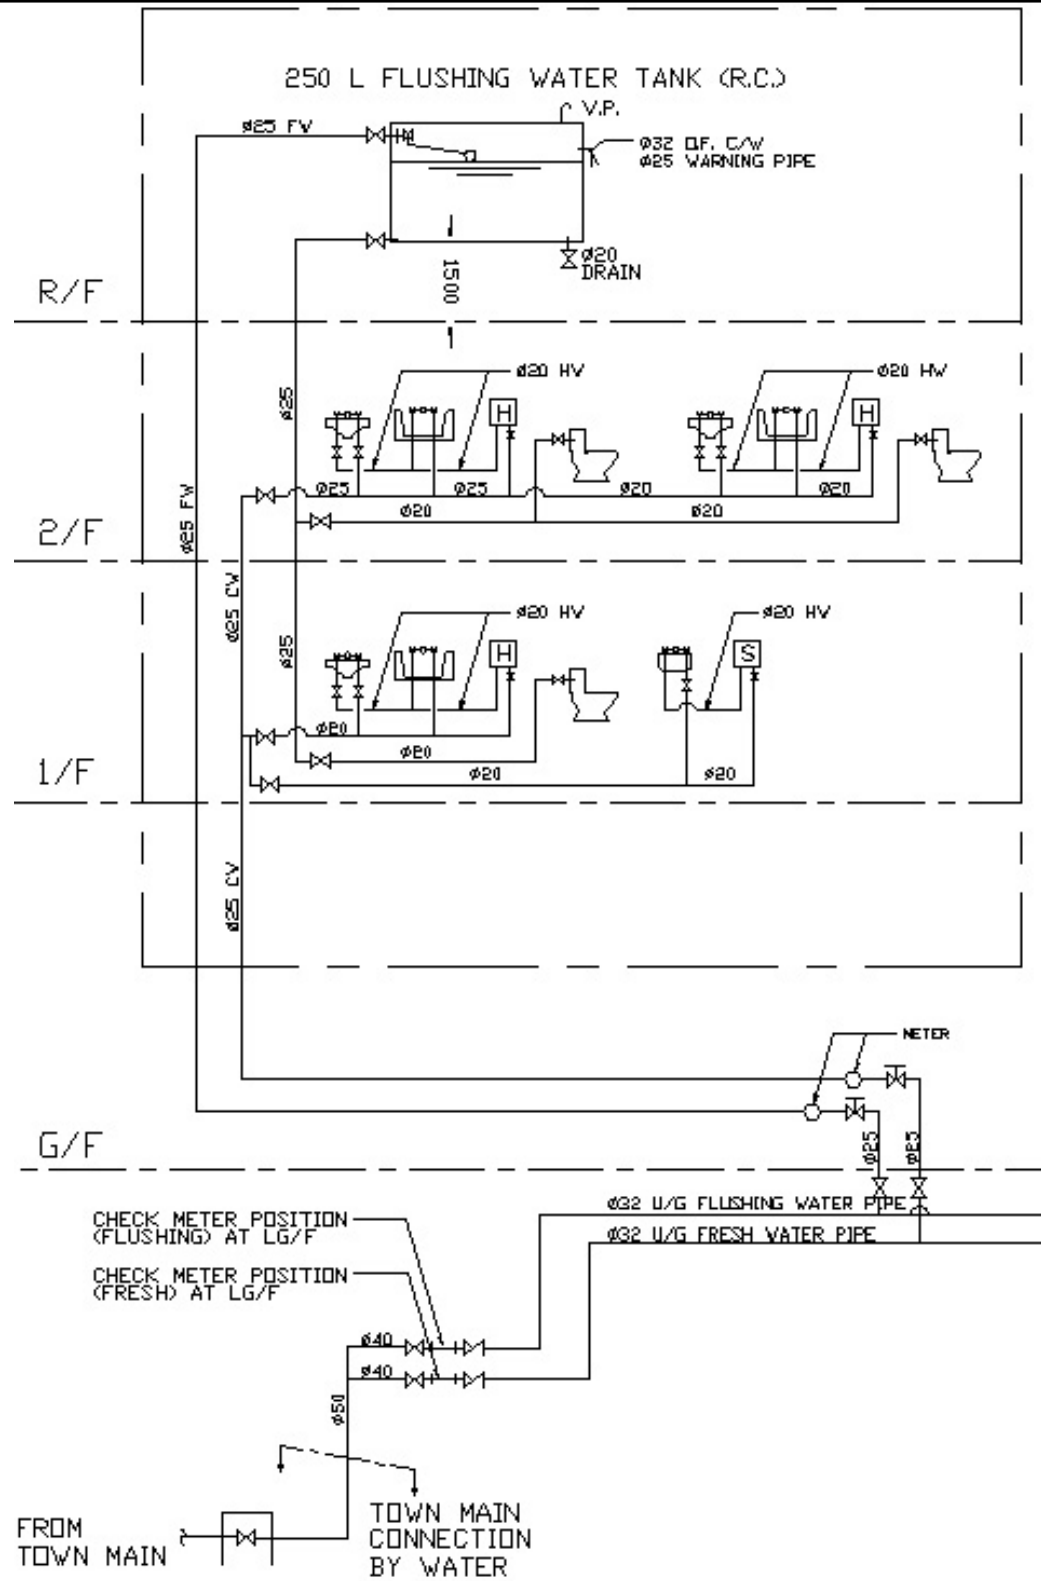 250 L FLUSHING WATER TANK (R.C.)
V.P.
Ø25 FW
Ø32 O.F. C/W
Ø25 WARNING PIPE
Ø20
DRAIN
1500
R/F
Ø20 HW
Ø20 HW
Ø25
H
H
Ø25
Ø25
Ø20
Ø20
Ø20
Ø20
Ø25 FW
2/F
Ø25 CW
Ø20 HW
Ø20 HW
Ø25
H
S
Ø20
Ø20
Ø20
Ø20
1/F
Ø25 CW
METER
G/F
Ø25
Ø25
Ø32 U/G FLUSHING WATER PIPE
Ø32 U/G FRESH WATER PIPE
CHECK METER POSITION
(FLUSHING) AT LG/F
CHECK METER POSITION
(FRESH) AT LG/F
Ø40
Ø40
Ø50
FROM
TOWN MAIN
TOWN MAIN
CONNECTION
BY WATER